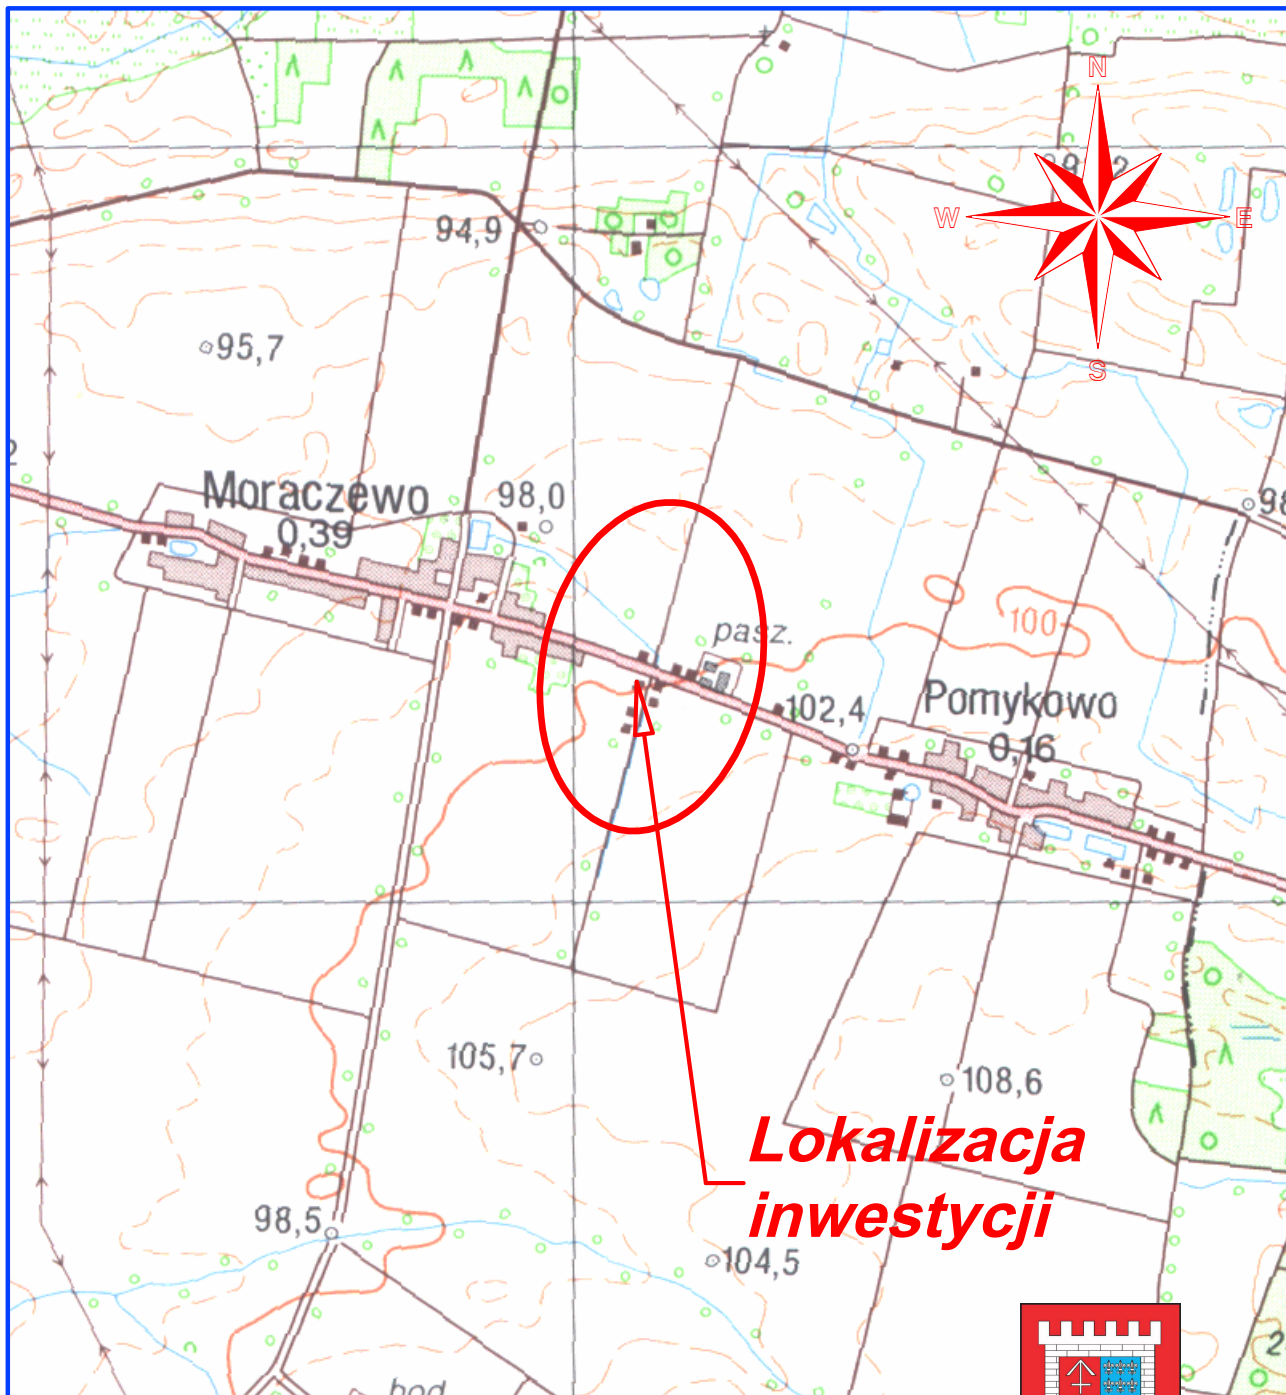 N
W
E
S
94,9
95,7
Moraczewo
0,39
98,0
100
pasz.
Pomykowo
0,16
102,4
105,7
108,6
Lokalizacja
inwestycji
98,5
104,5